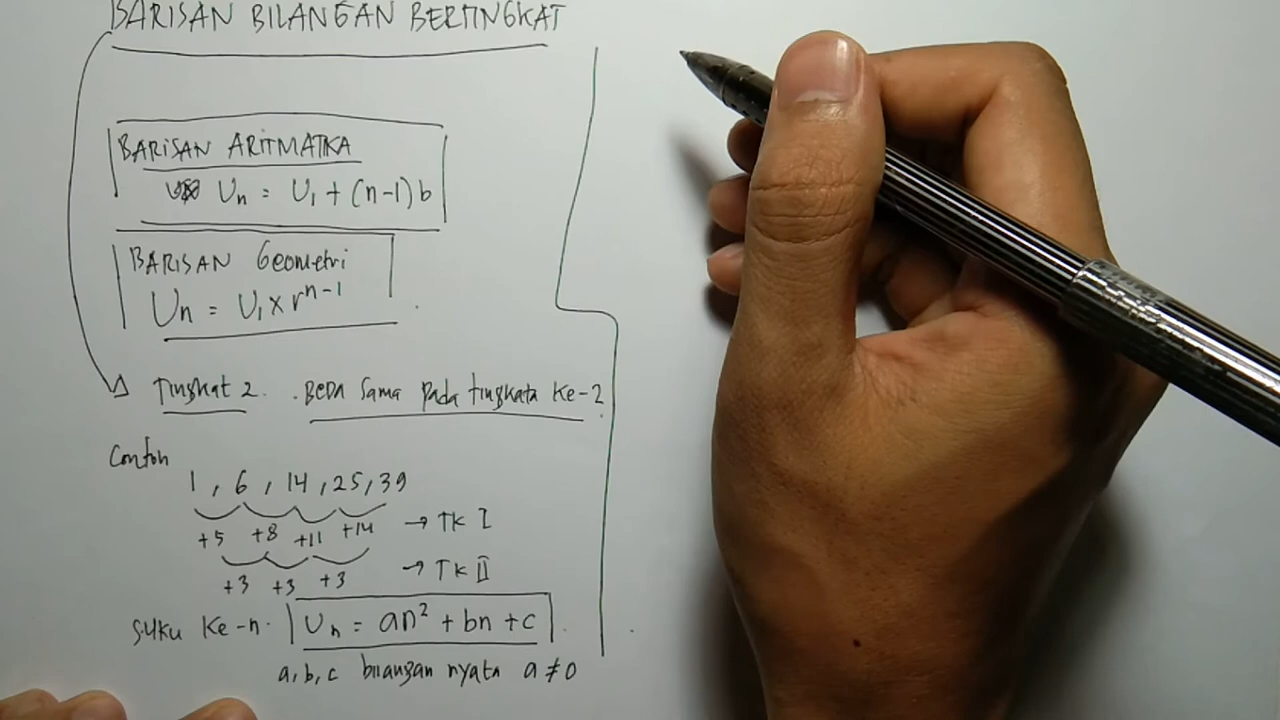 BARISAN BILANGAN BERTINGKAT
BARISAN ARITMATKA
Un = U1 + (n-1) b
BARISAN Geometri
Un = U1 x r^n-1
Tingkat 2. . BEDA Sama Pada tingkata Ke-2
Contoh
1 , 6 , 14 , 25 , 39
+5 +8 +11 +14 → TK I
+3 +3 +3 → TK II
SUKU Ke-n. Un = an² + bn + c
a, b, c bilangan nyata a ≠ 0